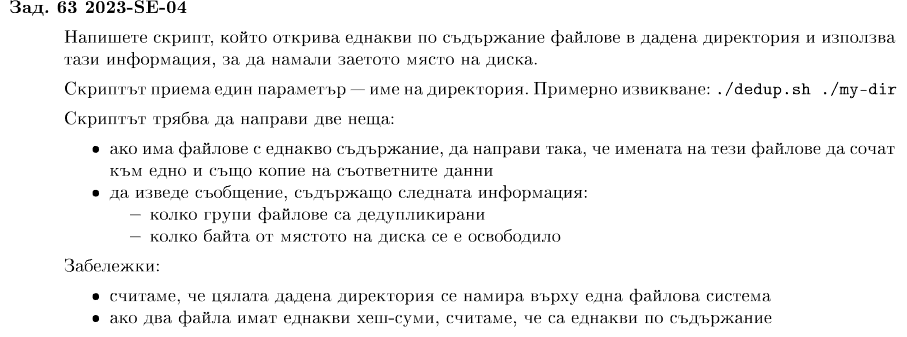 Зад. 63 2023-SE-04
Напишете скрипт, който открива еднакви по съдържание файлове в дадена директория и използва
тази информация, за да намали заетото място на диска.
Скриптът приема един параметър — име на директория. Примерно извикване: ./dedup.sh ./my-dir
Скриптът трябва да направи две неща:
• ако има файлове с еднакво съдържание, да направи така, че имената на тези файлове да сочат
към едно и също копие на съответните данни
• да изведе съобщение, съдържащо следната информация:
– колко групи файлове са дедупликирани
– колко байта от мястото на диска се е освободило
Забележки:
• считаме, че цялата дадена директория се намира върху една файлова система
• ако два файла имат еднакви хеш-суми, считаме, че са еднакви по съдържание